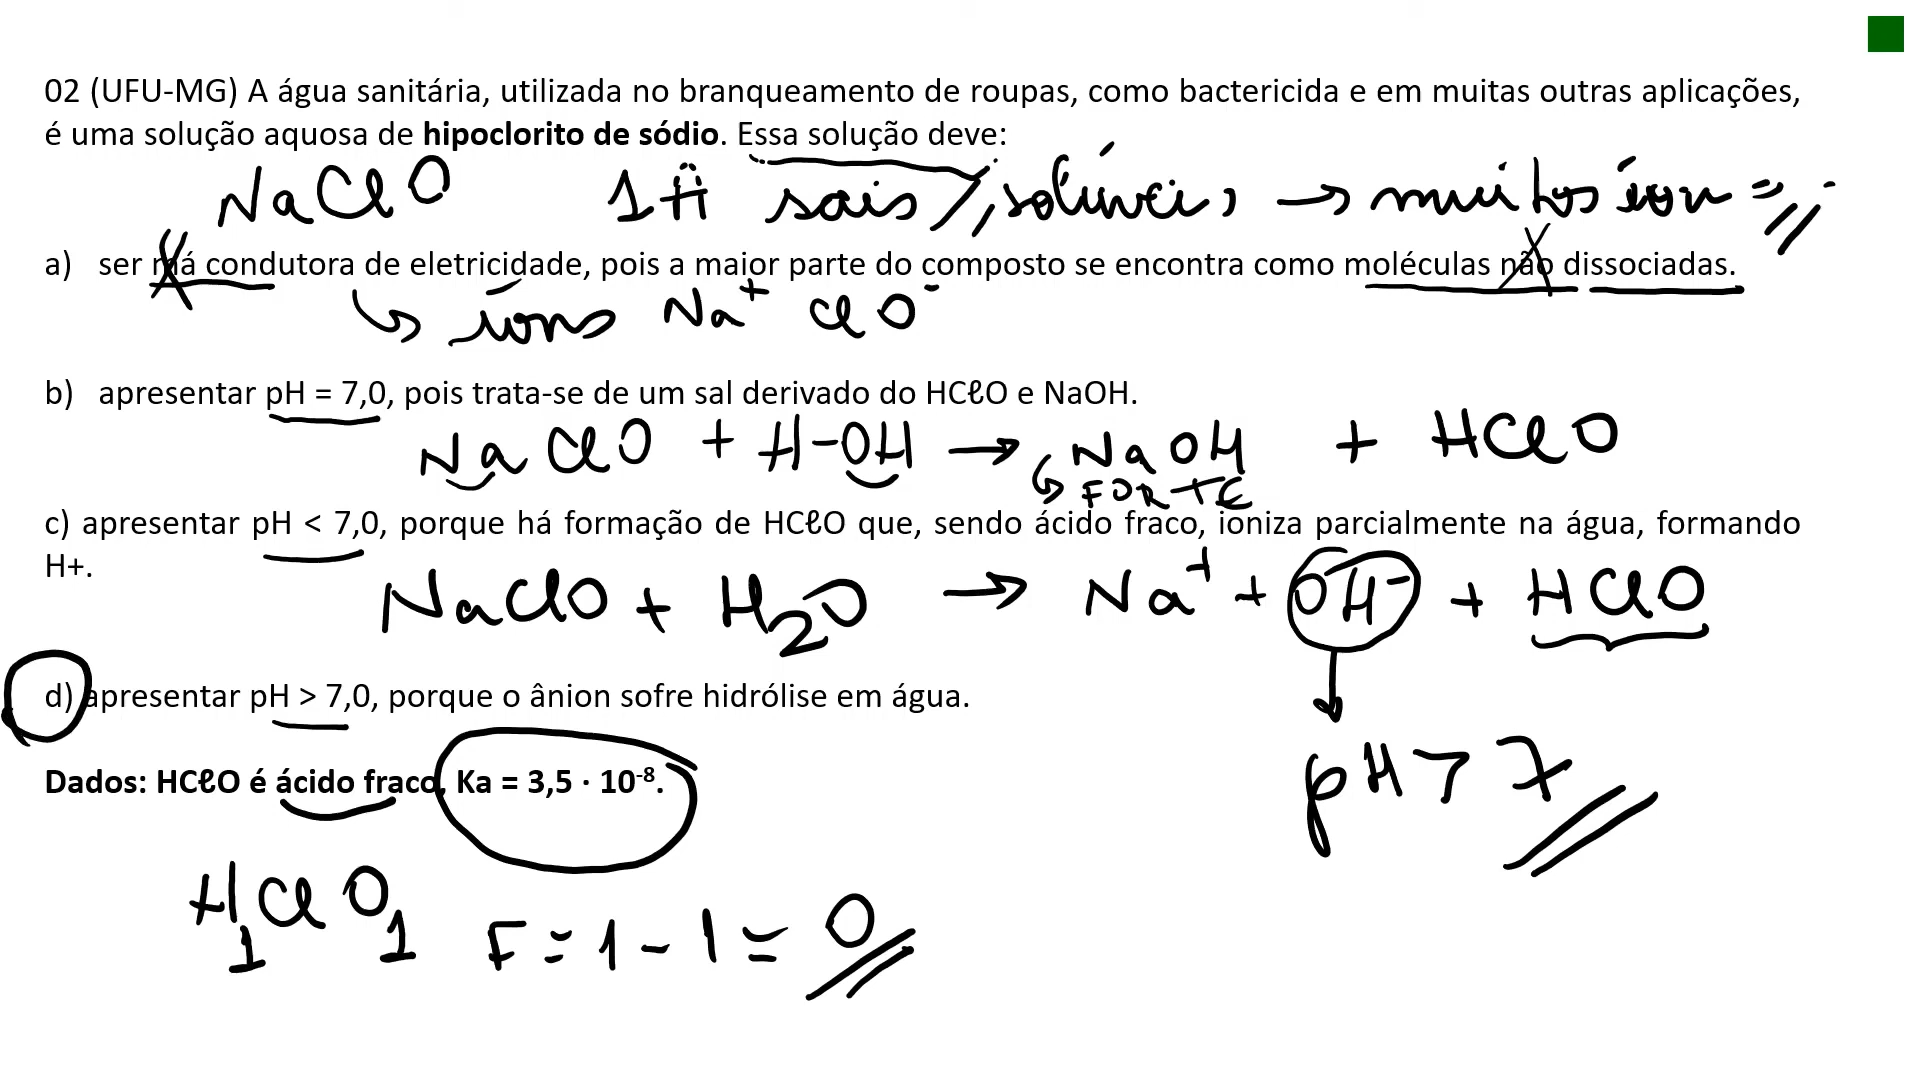 02 (UFU-MG) A água sanitária, utilizada no branqueamento de roupas, como bactericida e em muitas outras aplicações,
é uma solução aquosa de hipoclorito de sódio. Essa solução deve:
NaClO 1A sais solúveis → muitos íons
a) ser má condutora de eletricidade, pois a maior parte do composto se encontra como moléculas não dissociadas.
↳ íons Na+ ClO-
b) apresentar pH = 7,0, pois trata-se de um sal derivado do HCℓO e NaOH.
NaClO + H-OH → NaOH + HClO
↳ FORTE
c) apresentar pH < 7,0, porque há formação de HCℓO que, sendo ácido fraco, ioniza parcialmente na água, formando
H+.
NaClO + H₂O → Na⁺ + OH⁻ + HClO
d) apresentar pH > 7,0, porque o ânion sofre hidrólise em água.
pH > 7
Dados: HCℓO é ácido fraco, Ka = 3,5 · 10⁻⁸.
H₁ClO₁ F = 1 - 1 = 0